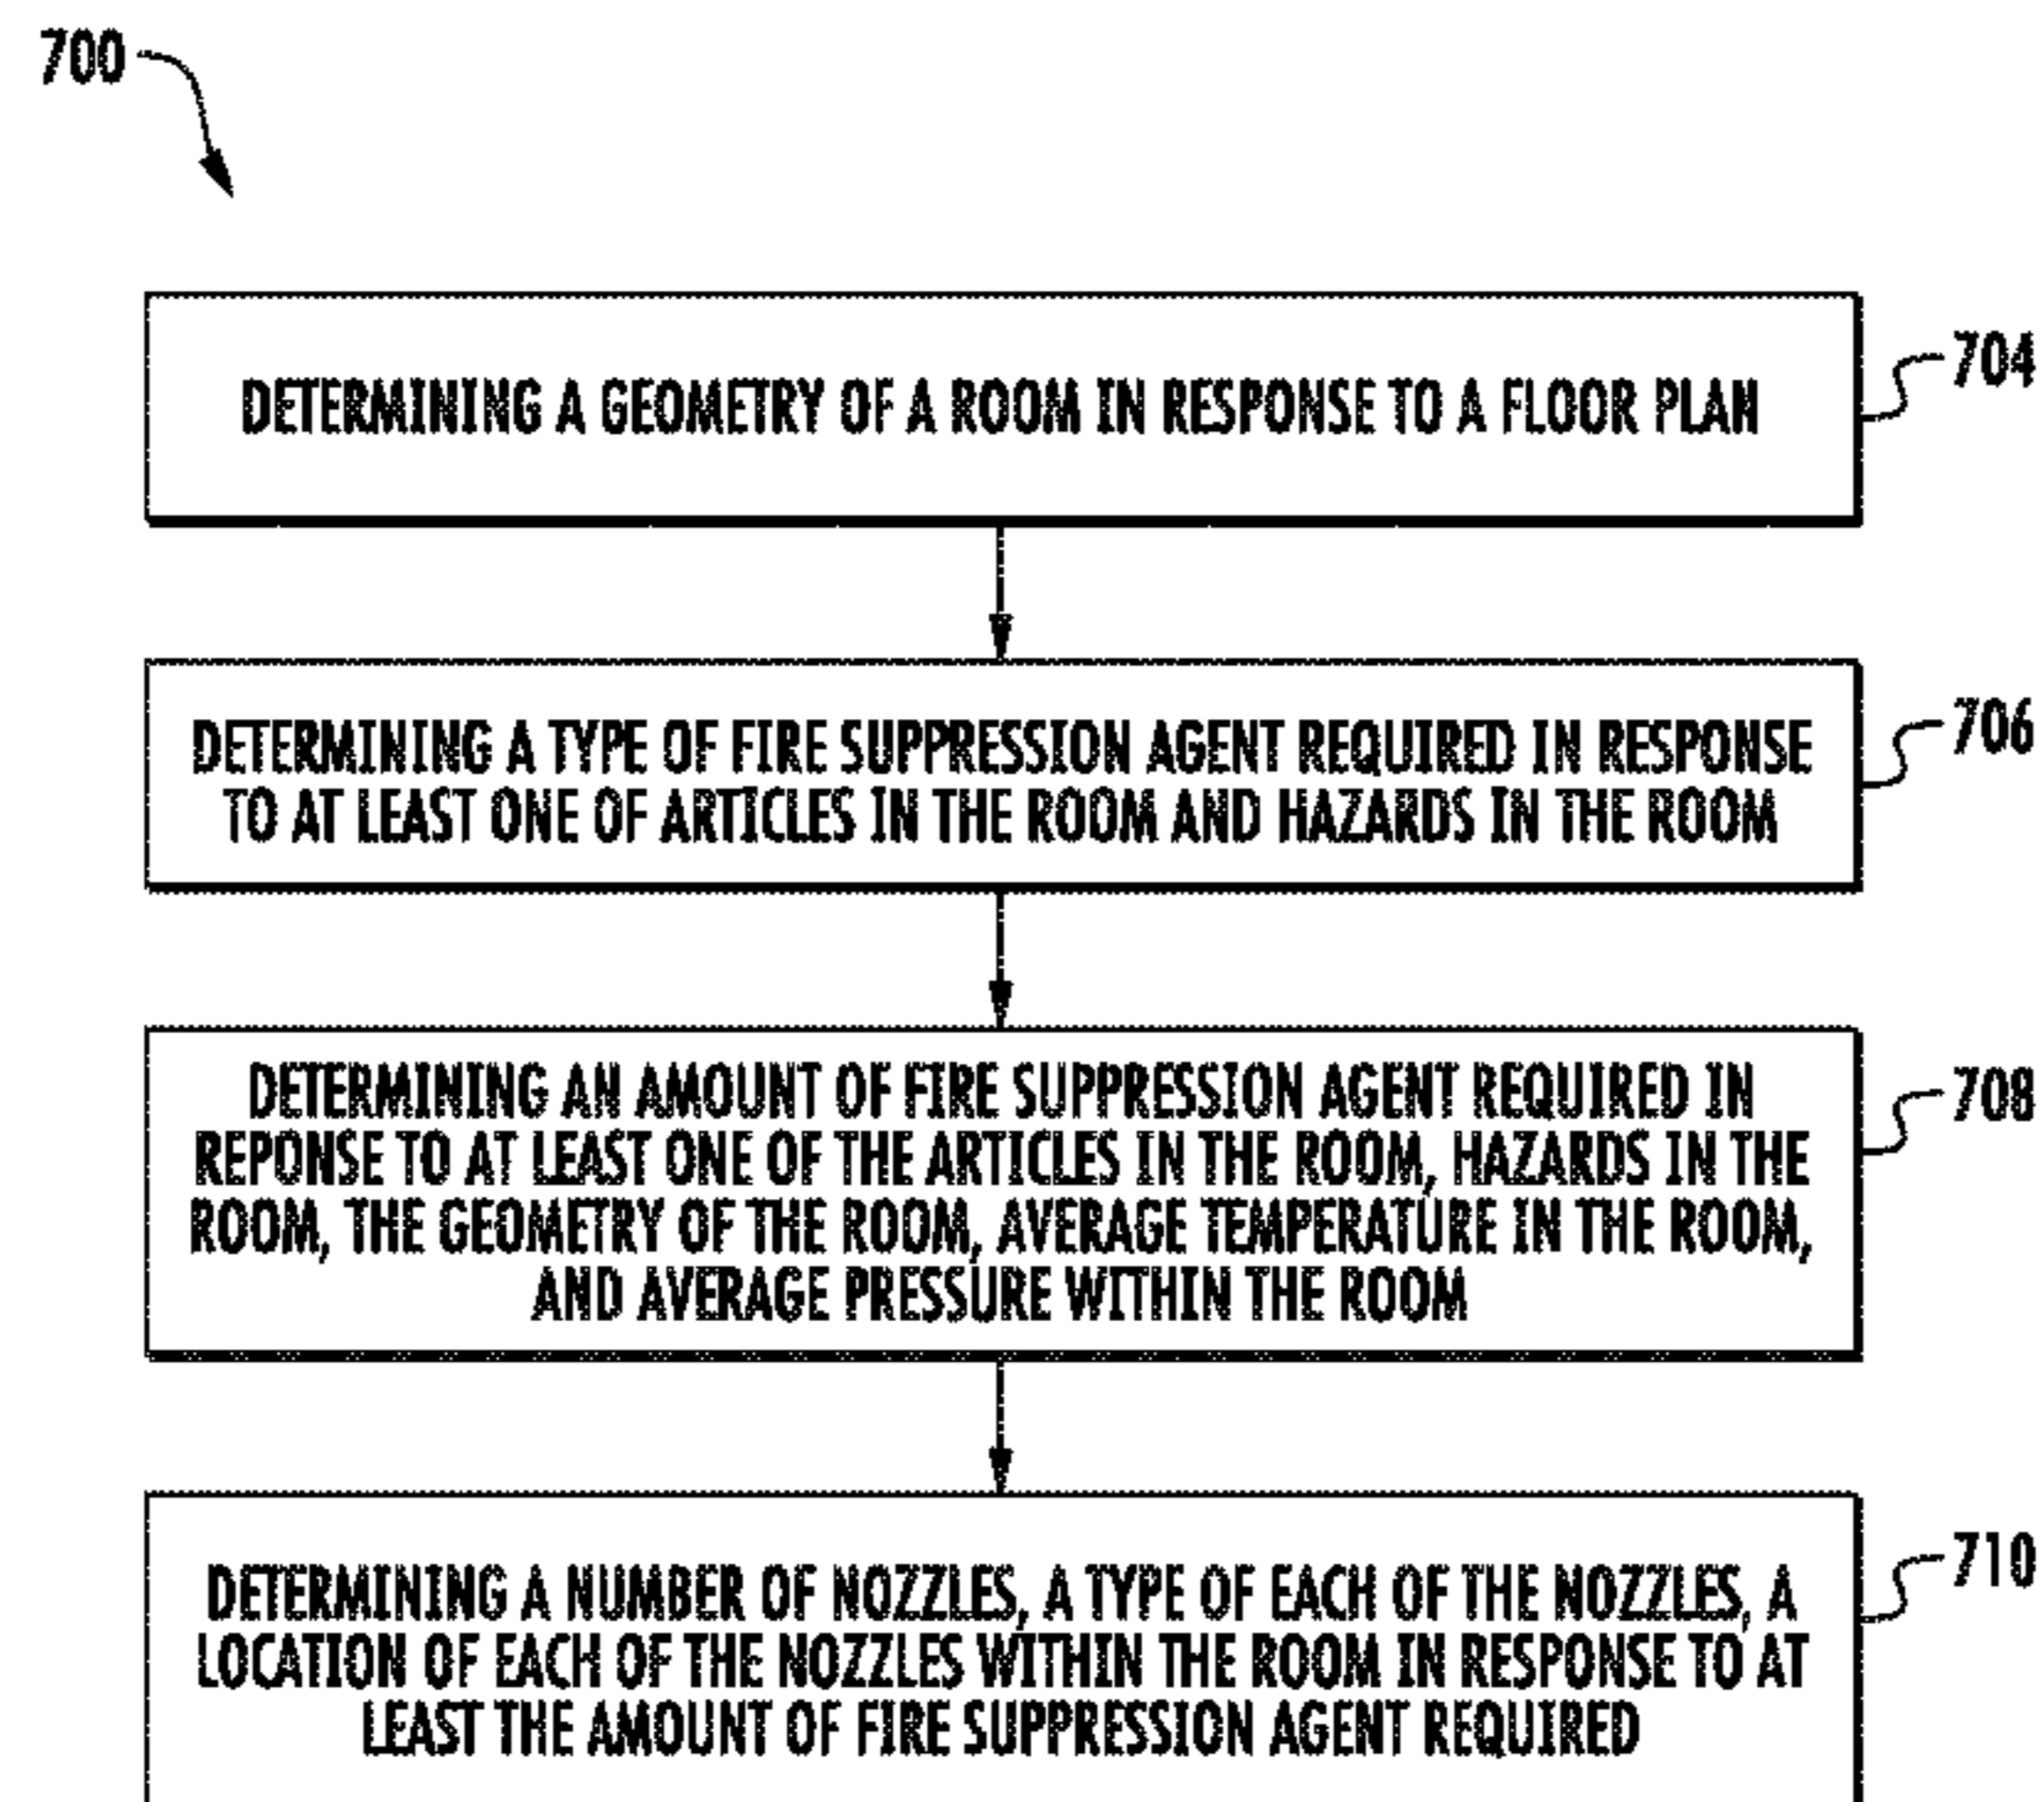 700
DETERMINING A GEOMETRY OF A ROOM IN RESPONSE TO A FLOOR PLAN
704
DETERMINING A TYPE OF FIRE SUPPRESSION AGENT REQUIRED IN RESPONSE
TO AT LEAST ONE OF ARTICLES IN THE ROOM AND HAZARDS IN THE ROOM
706
DETERMINING AN AMOUNT OF FIRE SUPPRESSION AGENT REQUIRED IN
REPONSE TO AT LEAST ONE OF THE ARTICLES IN THE ROOM, HAZARDS IN THE
ROOM, THE GEOMETRY OF THE ROOM, AVERAGE TEMPERATURE IN THE ROOM,
AND AVERAGE PRESSURE WITHIN THE ROOM
708
DETERMINING A NUMBER OF NOZZLES, A TYPE OF EACH OF THE NOZZLES, A
LOCATION OF EACH OF THE NOZZLES WITHIN THE ROOM IN RESPONSE TO AT
LEAST THE AMOUNT OF FIRE SUPPRESSION AGENT REQUIRED
710